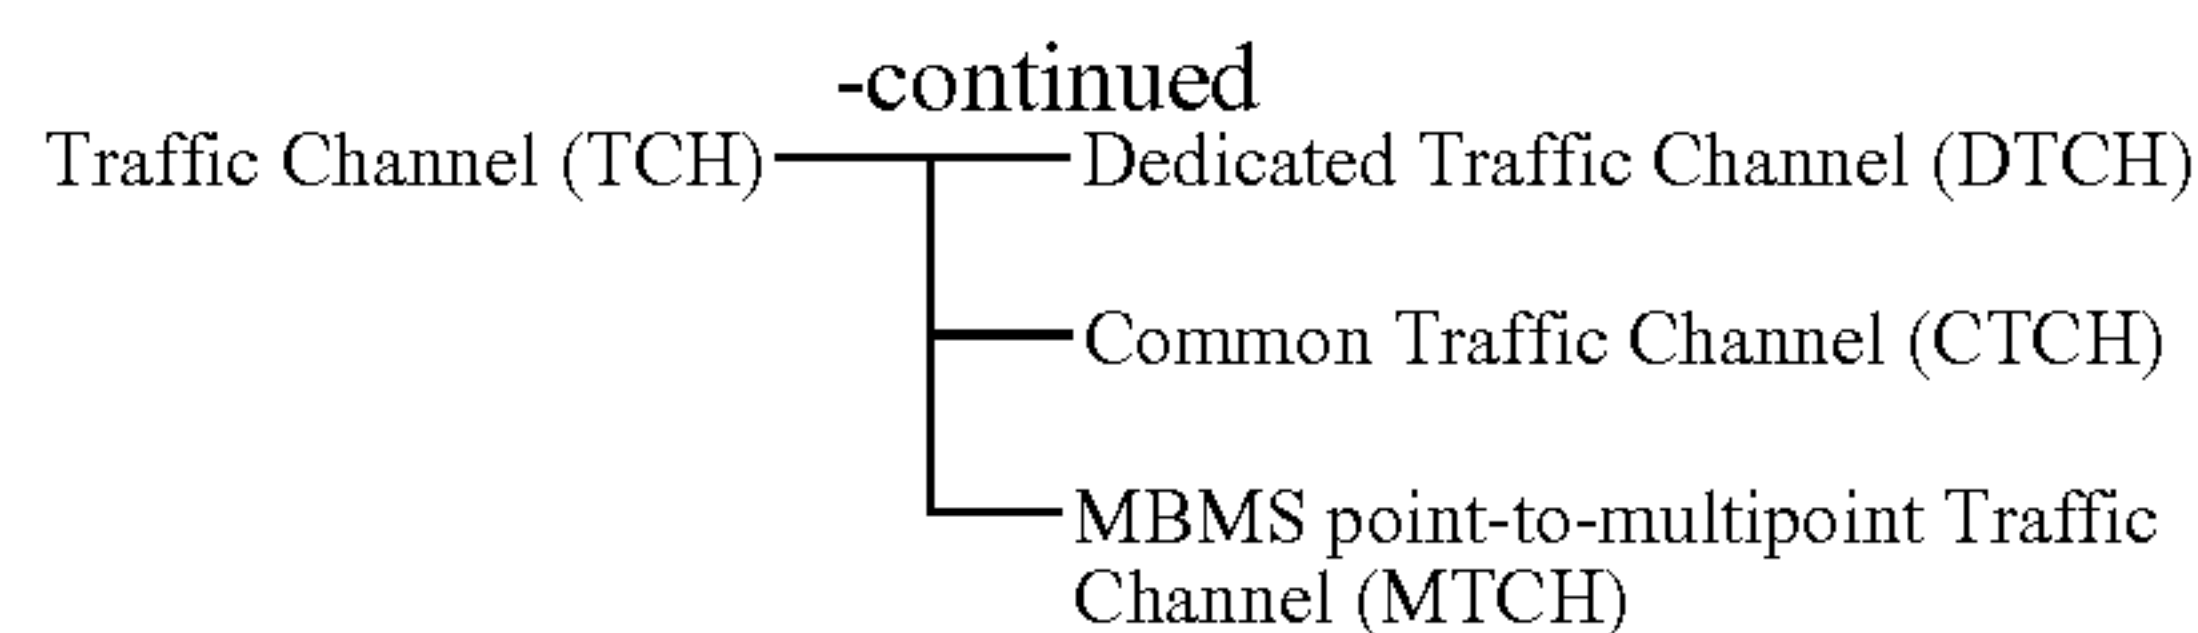 -continued
Traffic Channel (TCH) Dedicated Traffic Channel (DTCH)
Common Traffic Channel (CTCH)
MBMS point-to-multipoint Traffic
Channel (MTCH)